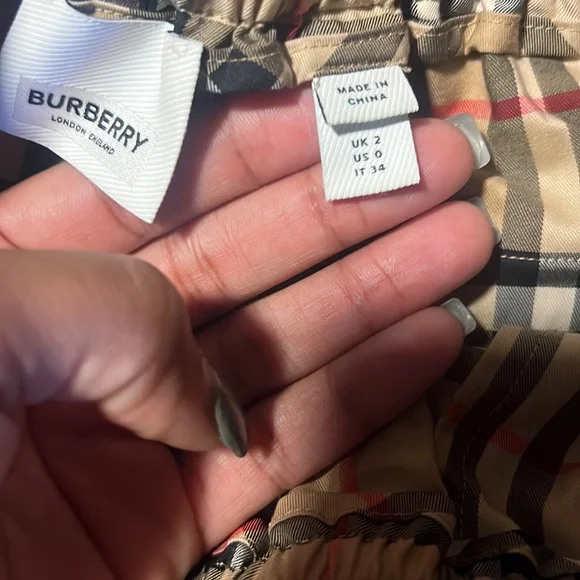 BURBERRY
LONDON ENGLAND
MADE IN
CHINA
UK 2
US 0
IT 34